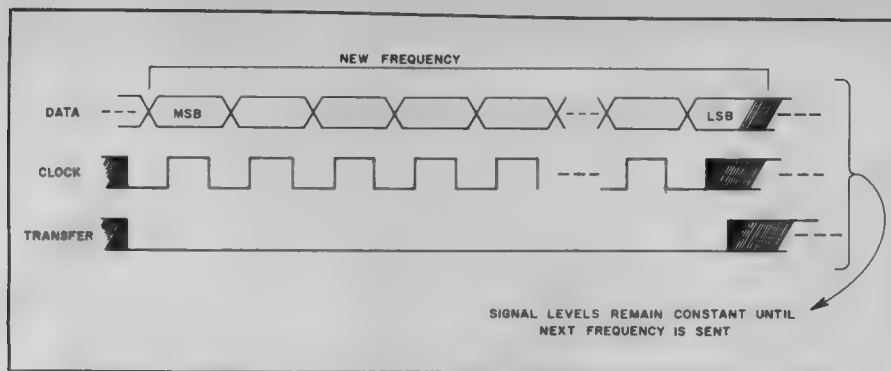 NEW FREQUENCY
DATA
MSB
LSB
CLOCK
TRANSFER
SIGNAL LEVELS REMAIN CONSTANT UNTIL
NEXT FREQUENCY IS SENT